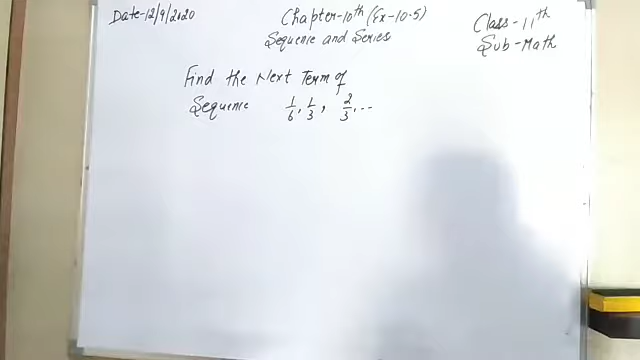 Date-12/9/2020
Chapter-10th (Ex-10.5)
Sequence and Series
Class-11th
Sub-Math
Find the Next Term of
Sequence 1/6, 1/3, 2/3, ...